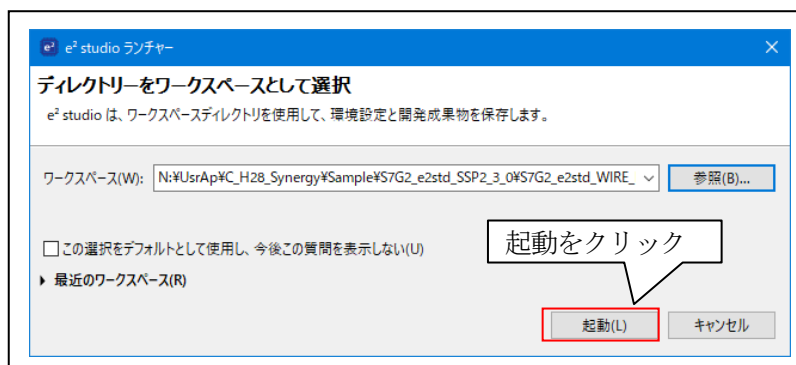 e² studio ランチャー
ディレクトリーをワークスペースとして選択
e² studio は、ワークスペースディレクトリを使用して、環境設定と開発成果物を保存します。
ワークスペース(W): N:¥UsrAp¥C_H28_Synergy¥Sample¥S7G2_e2std_SSP2_3_0¥S7G2_e2std_WIRE_ 参照(B)...
起動をクリック
この選択をデフォルトとして使用し、今後この質問を表示しない(U)
最近のワークスペース(R)
起動(L) キャンセル